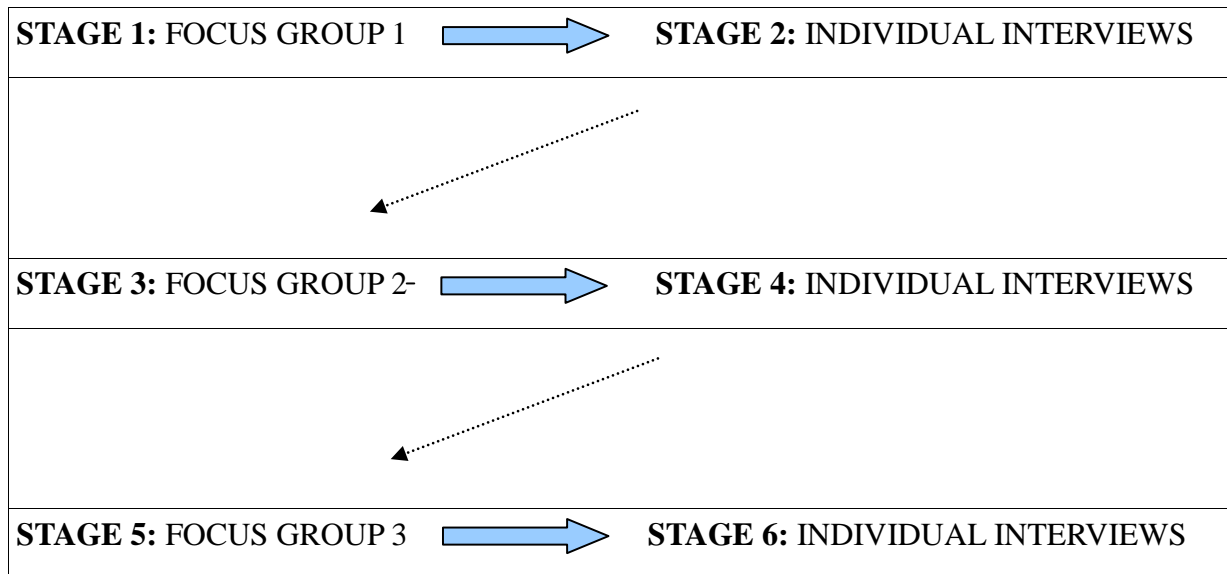 STAGE 1: FOCUS GROUP 1 STAGE 2: INDIVIDUAL INTERVIEWS
STAGE 3: FOCUS GROUP 2- STAGE 4: INDIVIDUAL INTERVIEWS
STAGE 5: FOCUS GROUP 3 STAGE 6: INDIVIDUAL INTERVIEWS